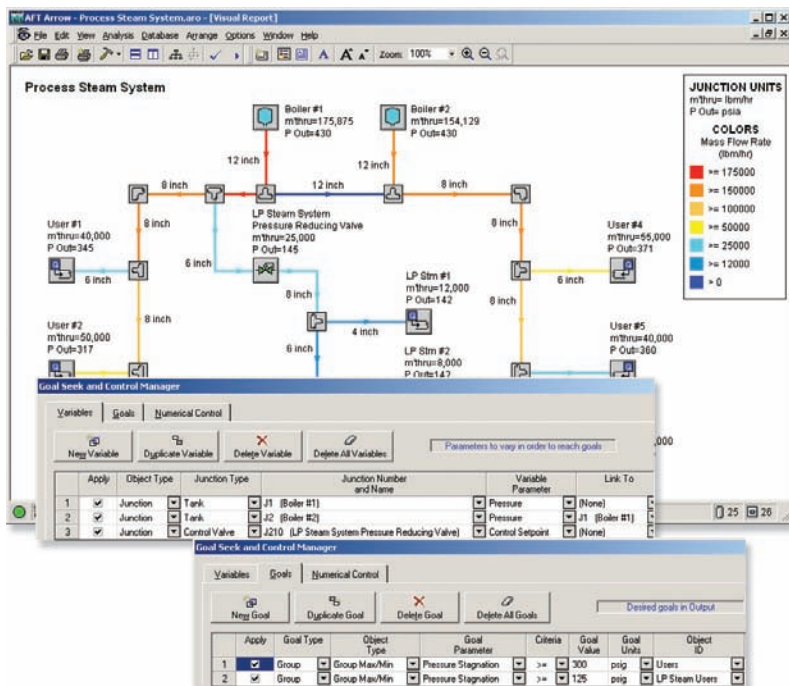 AFT Arrow - Process Steam System.aro - [Visual Report]
File Edit View Analysis Database Arrange Options Window Help
Zoom: 100%
Process Steam System
Boiler #1
m'thru=175,875
P Out=430
Boiler #2
m'thru=154,129
P Out=430
JUNCTION UNITS
m'thru= lbm/hr
P Out= psia
COLORS
Mass Flow Rate
(lbm/hr)
>= 175000
>= 150000
>= 100000
>= 50000
>= 25000
>= 12000
> 0
12 inch
12 inch
8 inch
12 inch
8 inch
User #1
m'thru=40,000
P Out=345
8 inch
LP Steam System
Pressure Reducing Valve
m'thru=25,000
P Out=145
8 inch
User #4
m'thru=55,000
P Out=371
6 inch
6 inch
8 inch
LP Stm #1
m'thru=12,000
P Out=142
8 inch
8 inch
User #2
m'thru=50,000
P Out=317
4 inch
6 inch
LP Stm #2
m'thru=8,000
P Out=142
User #5
m'thru=40,000
P Out=360
,000
25 26
Goal Seek and Control Manager
Variables Goals Numerical Control
New Variable Duplicate Variable Delete Variable Delete All Variables
Parameters to vary in order to reach goals
Apply Object Type Junction Type Junction Number and Name Variable Parameter Link To
1 Junction Tank J1 (Boiler #1) Pressure (None)
2 Junction Tank J2 (Boiler #2) Pressure J1 (Boiler #1)
3 Junction Control Valve J210 (LP Steam System Pressure Reducing Valve) Control Setpoint (None)
Goal Seek and Control Manager
Variables Goals Numerical Control
New Goal Duplicate Goal Delete Goal Delete All Goals
Desired goals in Output
Apply Goal Type Object Type Goal Parameter Criteria Goal Value Goal Units Object ID
1 Group Group Max/Min Pressure Stagnation >= 300 psig Users
2 Group Group Max/Min Pressure Stagnation >= 125 psig LP Steam Users